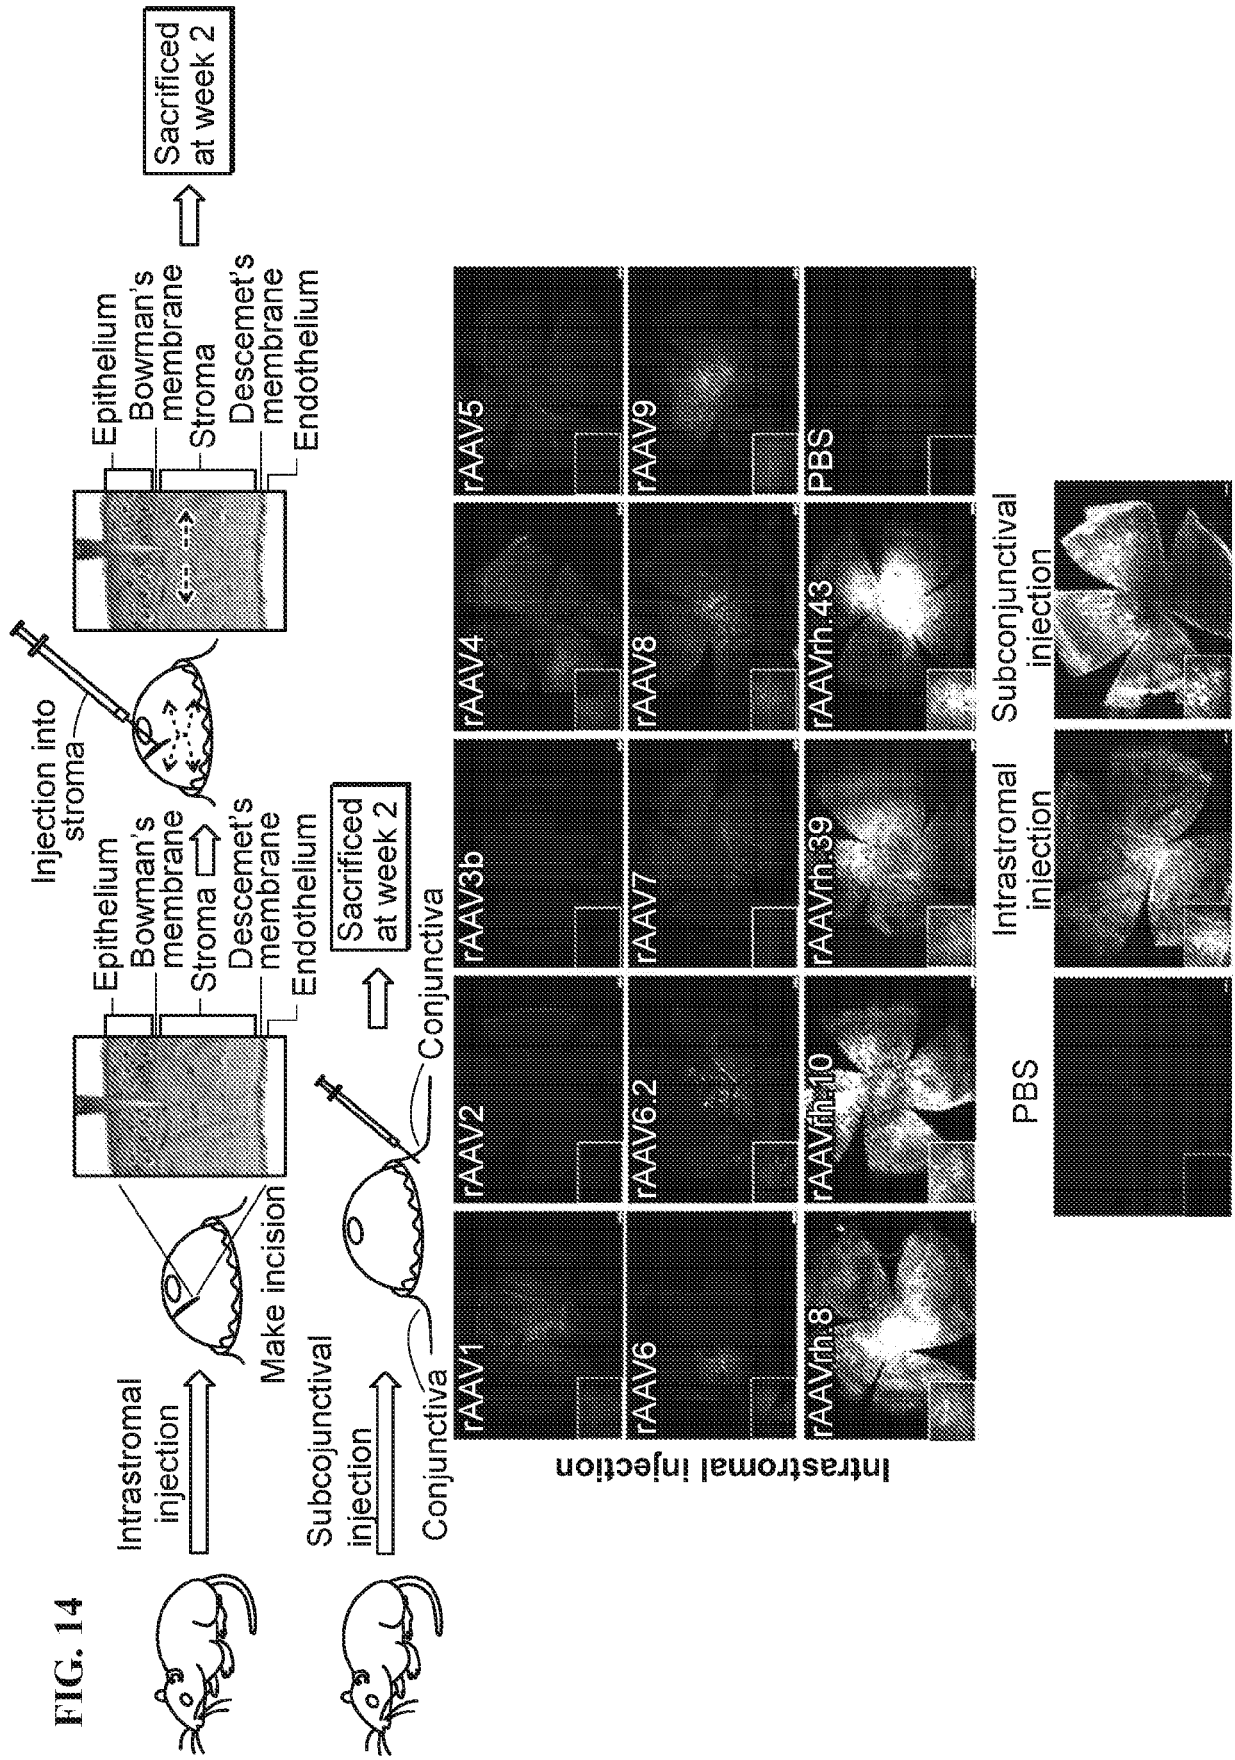 FIG. 14
Intrastromal
injection
Make incision
Epithelium
Bowman's
membrane
Stroma
Descemet's
membrane
Endothelium
Injection into
stroma
Epithelium
Bowman's
membrane
Stroma
Descemet's
membrane
Endothelium
Sacrificed
at week 2
Subcojunctival
injection
Conjunctiva
Conjunctiva
Sacrificed
at week 2
Intrastromal injection
rAAV1
rAAV2
rAAV3b
rAAV4
rAAV5
rAAV6
rAAV6.2
rAAV7
rAAV8
rAAV9
rAAVrh.8
rAAVrh.10
rAAVrh.39
rAAVrh.43
PBS
PBS
Intrastromal
injection
Subconjunctival
injection